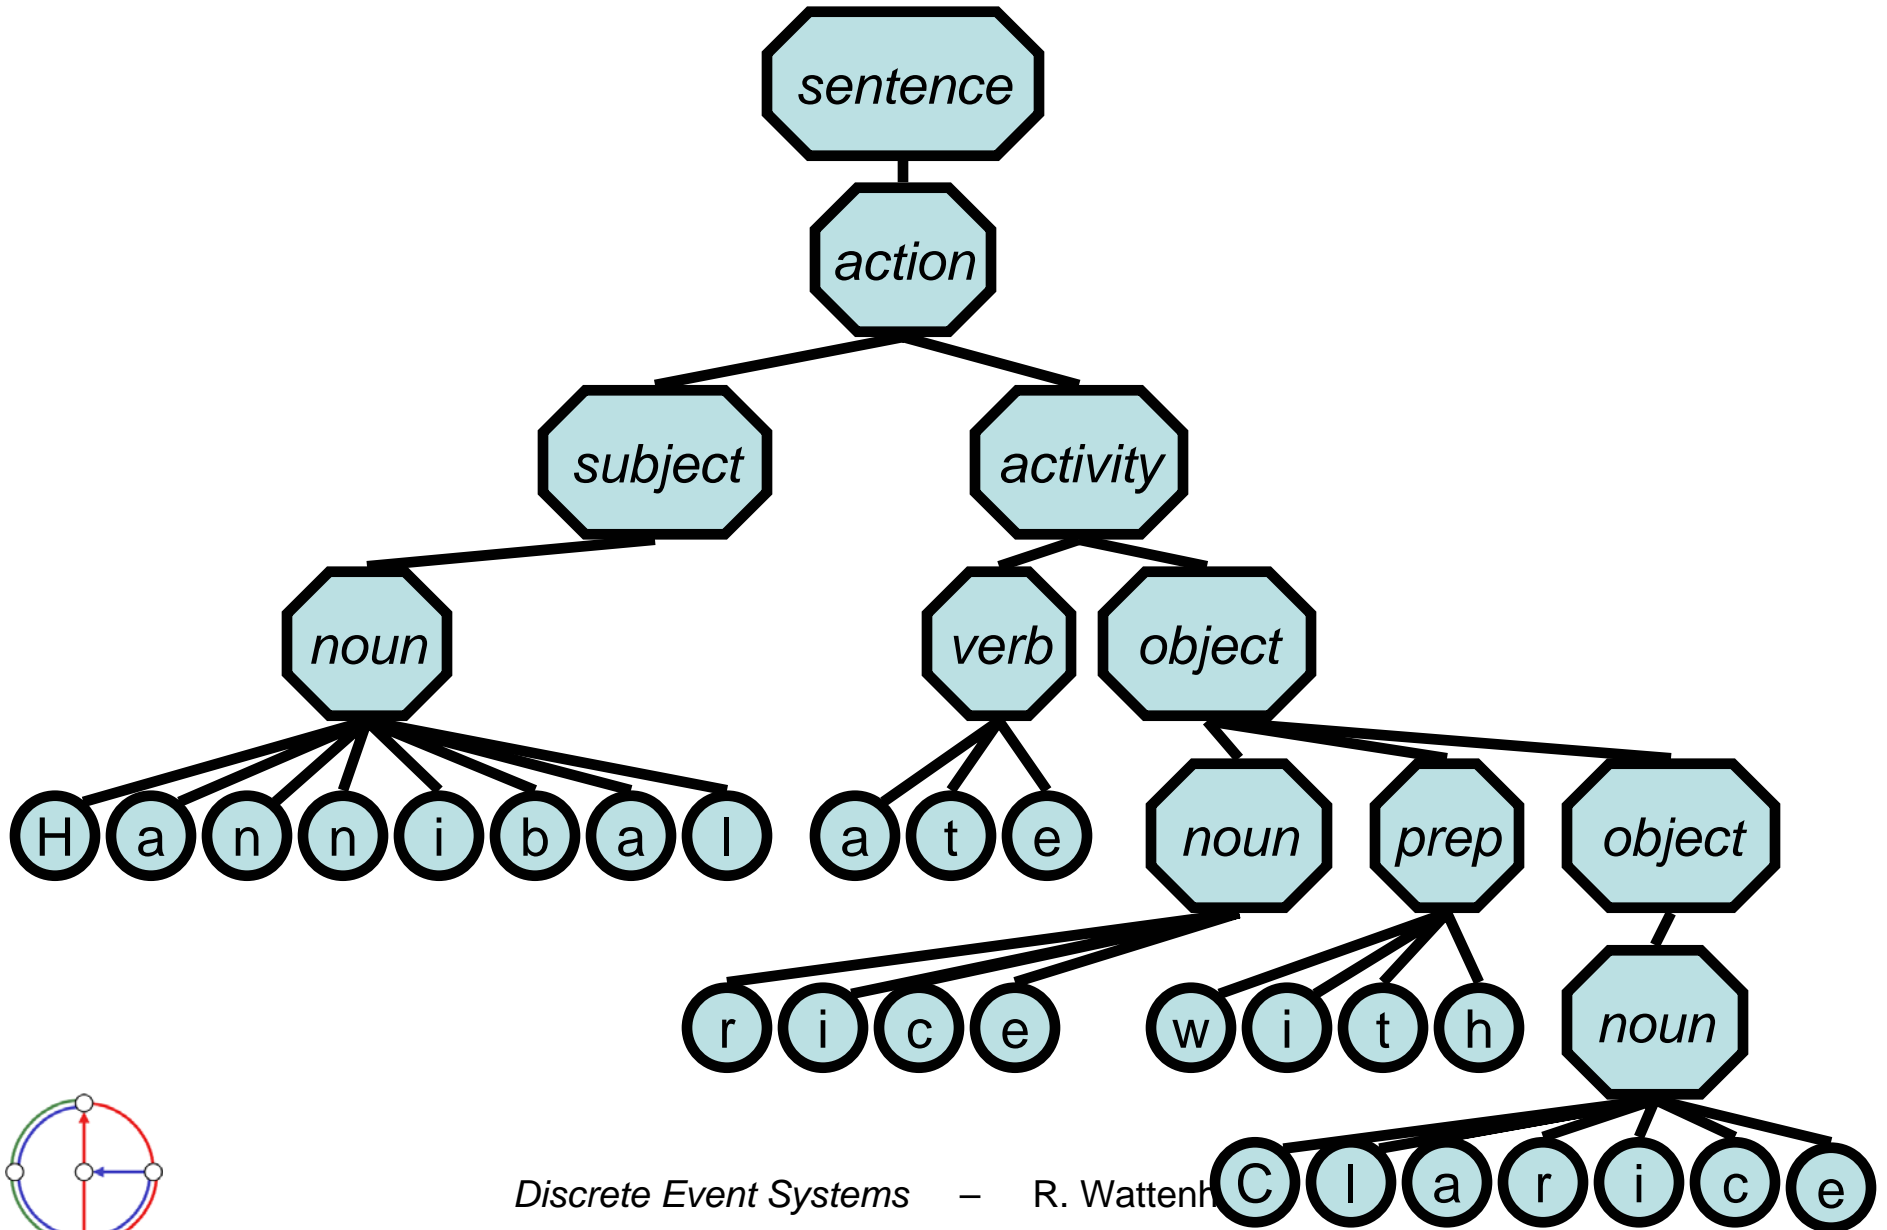 sentence
action
subject activity
noun verb object
H a n n i b a l a t e noun prep object
r i c e w i t h noun
C l a r i c e
Discrete Event Systems – R. Wattenh